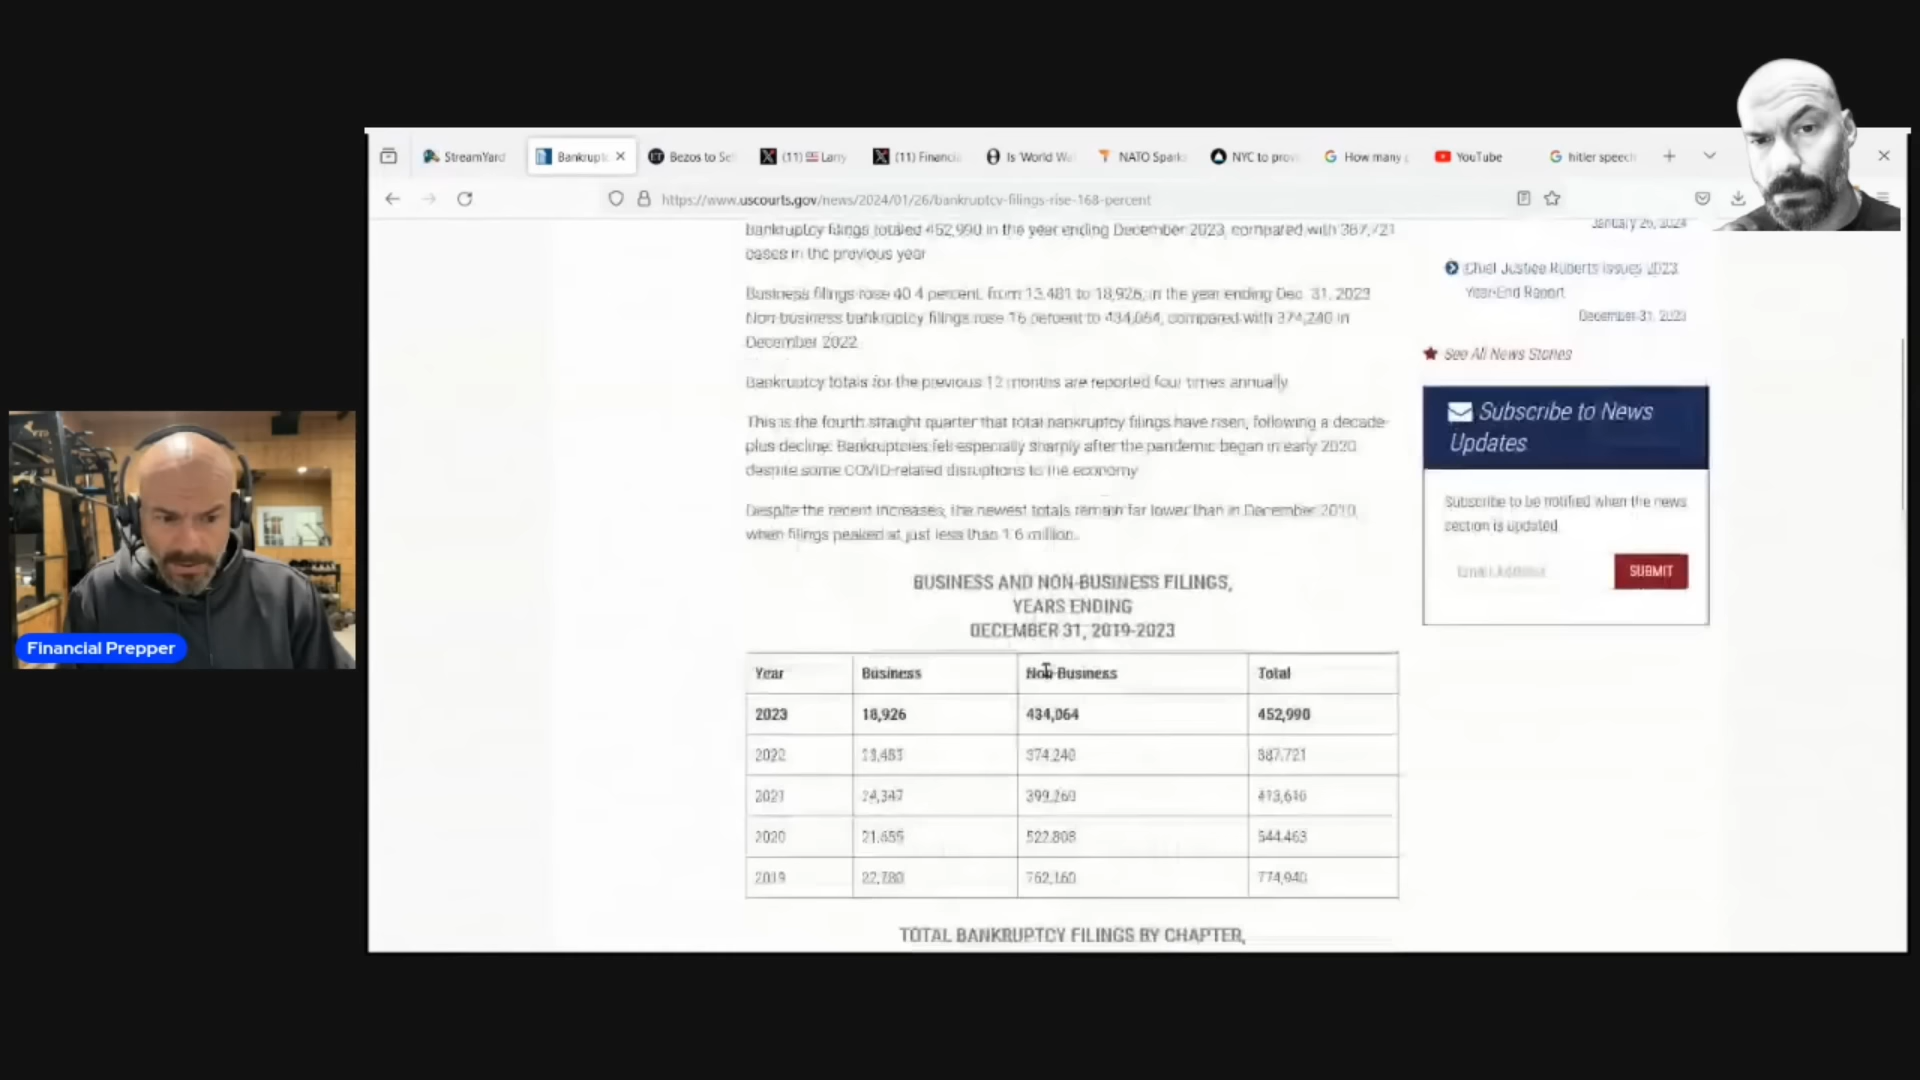 StreamYard
Bankrupt
Bezos to Se
(11) Larry
(11) Financi
Is 'World Wa
NATO Spark
NYC to prov
How many
YouTube
hitler speech
https://www.uscourts.gov/news/2024/01/26/bankruptcy-filings-rise-168-percent
bankruptcy filings totaled 452,990 in the year ending December 2023, compared with 387,721
cases in the previous year
Business filings rose 40.4 percent, from 13,481 to 18,926, in the year ending Dec. 31, 2023
Non-business bankruptcy filings rose 16 percent to 434,064, compared with 374,240 in
December 2022
Bankruptcy totals for the previous 12 months are reported four times annually
This is the fourth straight quarter that total bankruptcy filings have risen, following a decade-
plus decline. Bankruptcies fell especially sharply after the pandemic began in early 2020
despite some COVID-related disruptions to the economy
Despite the recent increases, the newest totals remain far lower than in December 2010,
when filings peaked at just less than 1.6 million.
BUSINESS AND NON-BUSINESS FILINGS,
YEARS ENDING
DECEMBER 31, 2019-2023
Year Business Non-Business Total
2023 18,926 434,064 452,990
2022 13,481 374,240 387,721
2021 399,269
2020 21,655 522,808 544,463
2019 22,780 762,160 774,940
TOTAL BANKRUPTCY FILINGS BY CHAPTER,
January 26, 2024
Chief Justice Roberts Issues 2023
Year-End Report
December 31, 2023
See All News Stories
Subscribe to News
Updates
Subscribe to be notified when the news
section is updated
Email Address
SUBMIT
Financial Prepper